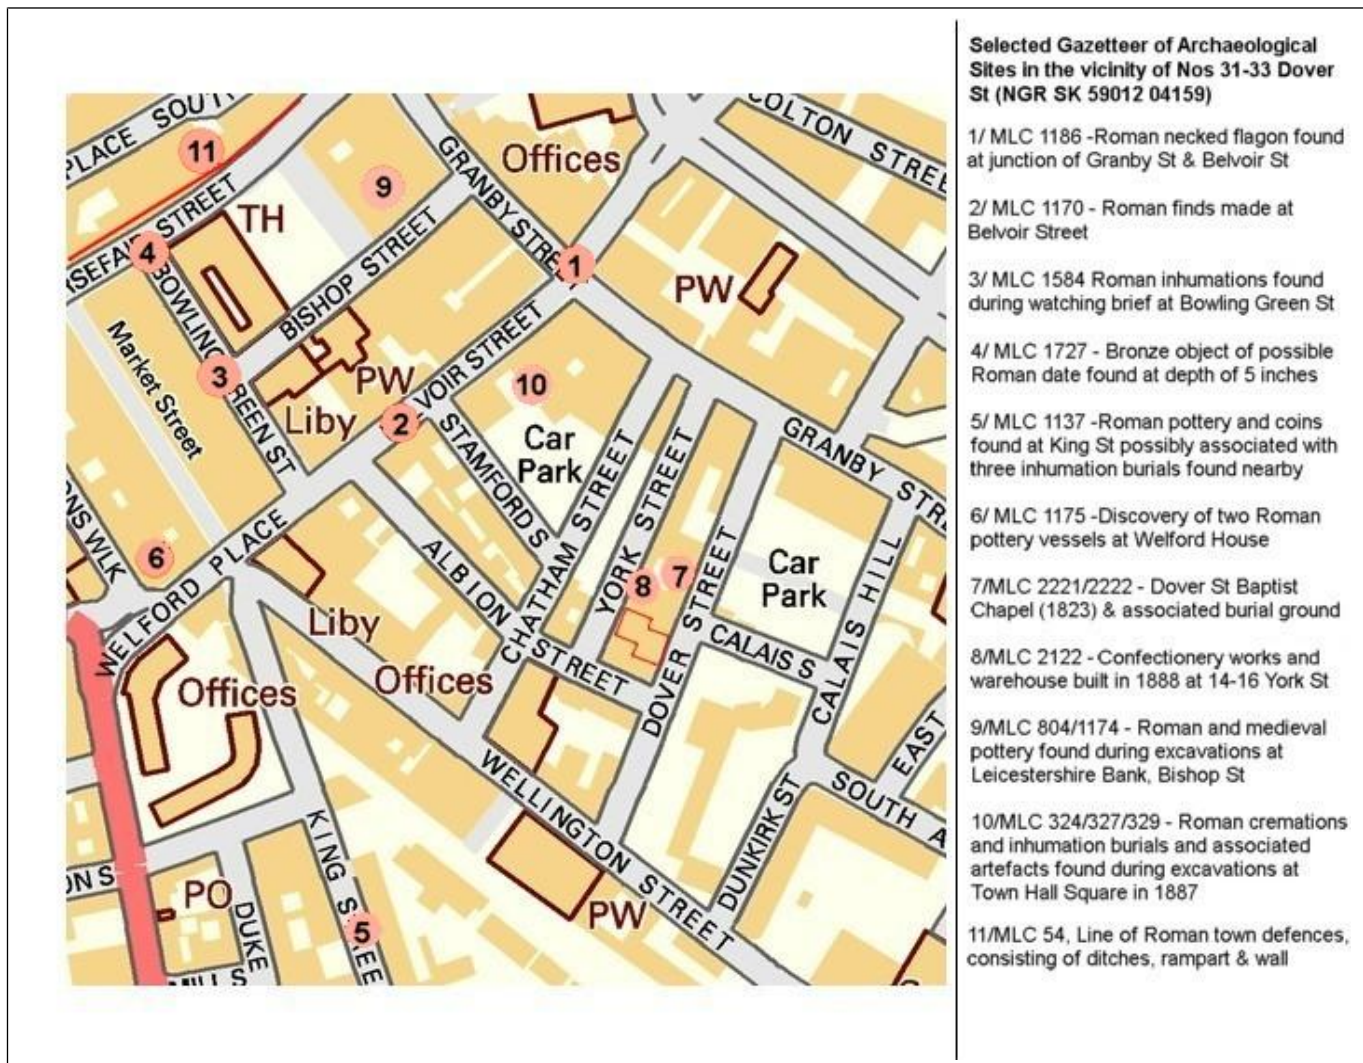 PLACE SOUT
11
HORSEFAIR STREET
4
TH
9
GRANBY STREET
Offices
COLTON STREE
1
PW
BOWLING GREEN ST
BISHOP STREET
Market Street
3
PW
Liby
2
BELVOIR STREET
10
Car
Park
STAMFORD S
CHATHAM STREET
YORK STREET
DOVER STREET
GRANBY STRE
ONS WLK
6
WELFORD PLACE
ALBION STREET
8
7
Car
Park
CALAIS HILL
CALAIS S
Liby
Offices
Offices
WELLINGTON STREET
EAST
SOUTH A
DUNKIRK ST
KING STREE
ON S
PO
DUKE
MILL S
5
PW
Selected Gazetteer of Archaeological
Sites in the vicinity of Nos 31-33 Dover
St (NGR SK 59012 04159)
1/ MLC 1186 -Roman necked flagon found
at junction of Granby St & Belvoir St
2/ MLC 1170 - Roman finds made at
Belvoir Street
3/ MLC 1584 Roman inhumations found
during watching brief at Bowling Green St
4/ MLC 1727 - Bronze object of possible
Roman date found at depth of 5 inches
5/ MLC 1137 -Roman pottery and coins
found at King St possibly associated with
three inhumation burials found nearby
6/ MLC 1175 -Discovery of two Roman
pottery vessels at Welford House
7/MLC 2221/2222 - Dover St Baptist
Chapel (1823) & associated burial ground
8/MLC 2122 - Confectionery works and
warehouse built in 1888 at 14-16 York St
9/MLC 804/1174 - Roman and medieval
pottery found during excavations at
Leicestershire Bank, Bishop St
10/MLC 324/327/329 - Roman cremations
and inhumation burials and associated
artefacts found during excavations at
Town Hall Square in 1887
11/MLC 54, Line of Roman town defences,
consisting of ditches, rampart & wall